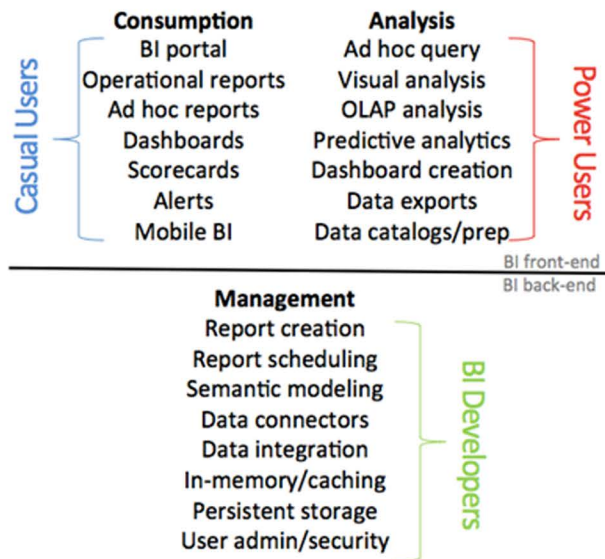 Consumption
BI portal
Operational reports
Ad hoc reports
Dashboards
Scorecards
Alerts
Mobile BI
Casual Users
Analysis
Ad hoc query
Visual analysis
OLAP analysis
Predictive analytics
Dashboard creation
Data exports
Data catalogs/prep
Power Users
BI front-end
BI back-end
Management
Report creation
Report scheduling
Semantic modeling
Data connectors
Data integration
In-memory/caching
Persistent storage
User admin/security
BI Developers